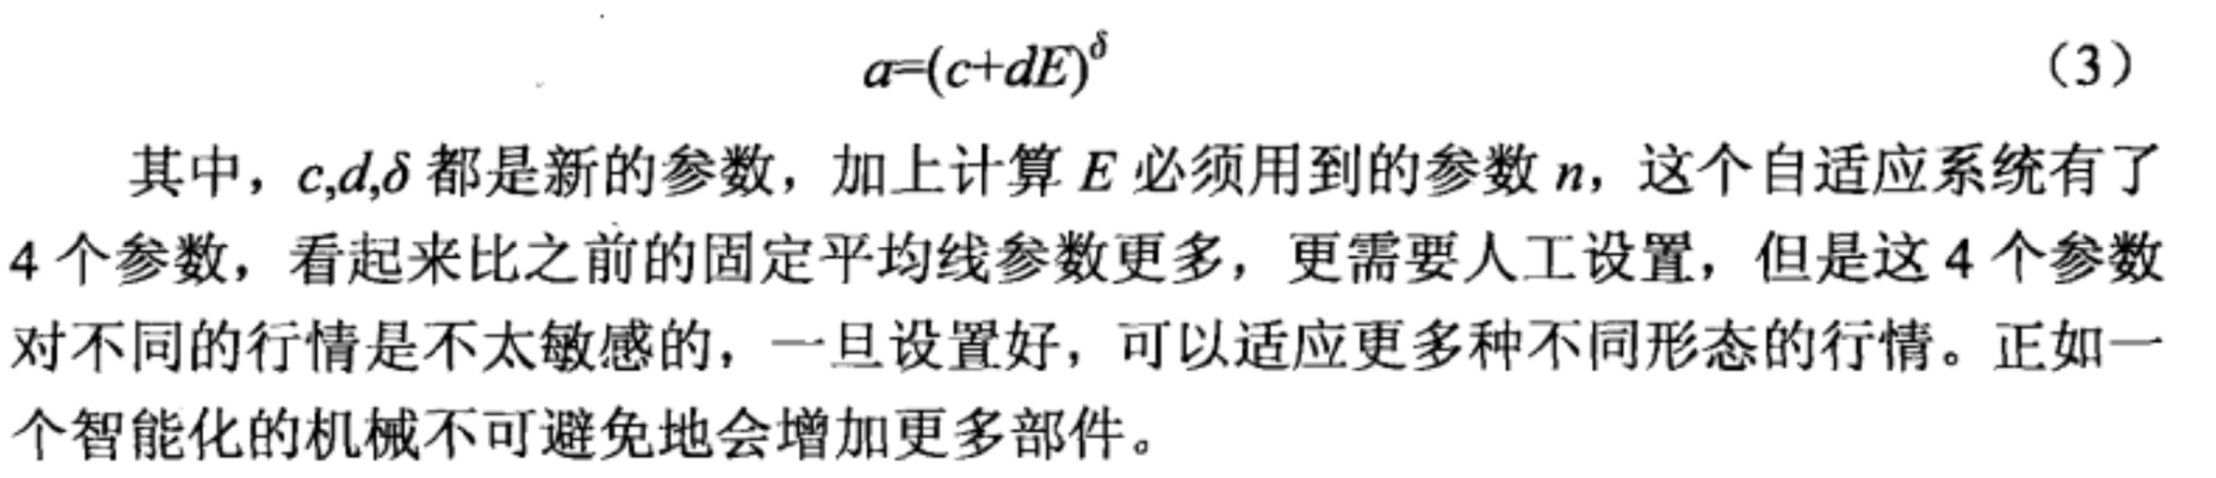 a=(c+dE)^δ （3）
其中，c,d,δ 都是新的参数，加上计算 E 必须用到的参数 n，这个自适应系统有了
4 个参数，看起来比之前的固定平均线参数更多，更需要人工设置，但是这 4 个参数
对不同的行情是不太敏感的，一旦设置好，可以适应更多种不同形态的行情。正如一
个智能化的机械不可避免地会增加更多部件。